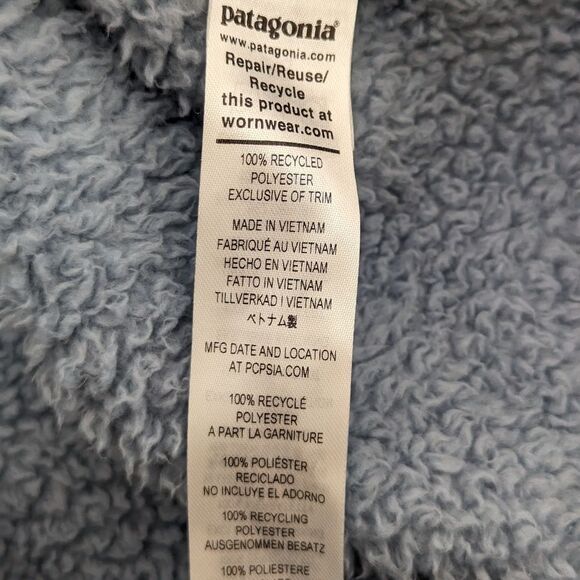 patagonia®
www.patagonia.com
Repair/Reuse/
Recycle
this product at
wornwear.com
100% RECYCLED
POLYESTER
EXCLUSIVE OF TRIM
MADE IN VIETNAM
FABRIQUÉ AU VIETNAM
HECHO EN VIETNAM
FATTO IN VIETNAM
TILLVERKAD I VIETNAM
ベトナム製
MFG DATE AND LOCATION
AT PCPSIA.COM
100% RECYCLÉ
POLYESTER
A PART LA GARNITURE
100% POLIÉSTER
RECICLADO
NO INCLUYE EL ADORNO
100% RECYCLING
POLYESTER
AUSGENOMMEN BESATZ
100% POLIESTERE